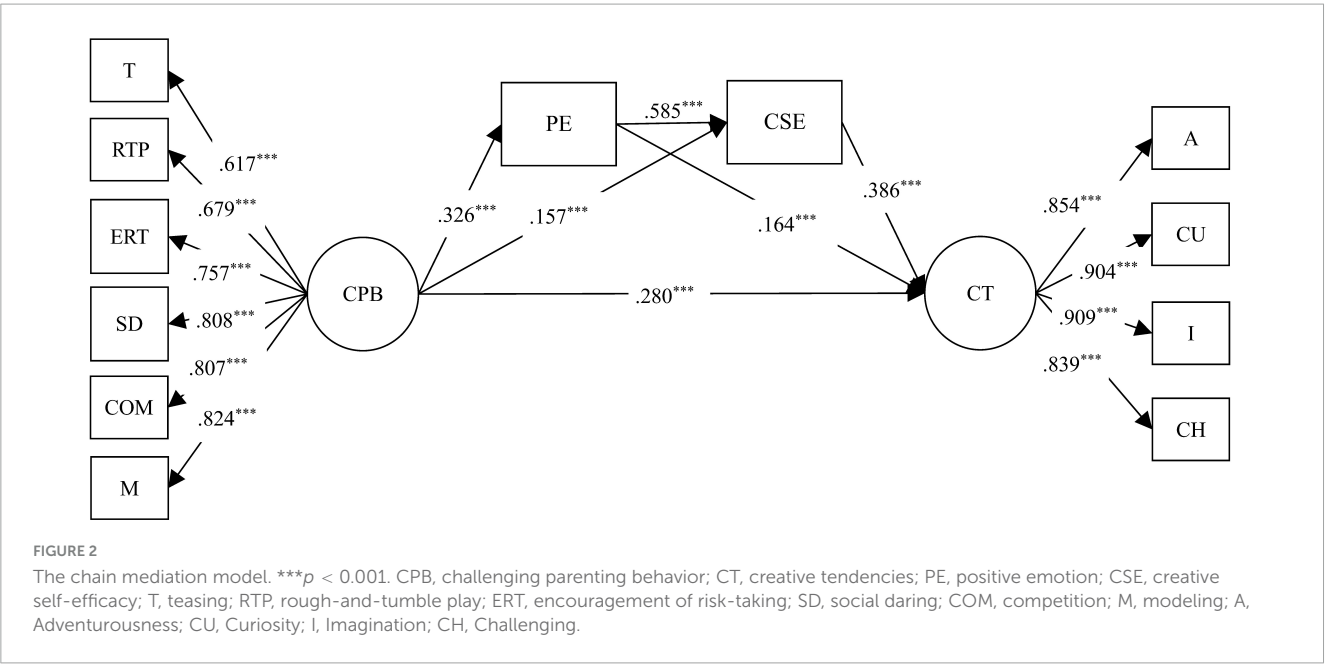 T
RTP
ERT
SD
COM
M
.617***
.679***
.757***
.808***
.807***
.824***
CPB
.326***
.157***
PE
.585***
CSE
.164***
.386***
.280***
CT
.854***
.904***
.909***
.839***
A
CU
I
CH
FIGURE 2
The chain mediation model. ***p < 0.001. CPB, challenging parenting behavior; CT, creative tendencies; PE, positive emotion; CSE, creative
self-efficacy; T, teasing; RTP, rough-and-tumble play; ERT, encouragement of risk-taking; SD, social daring; COM, competition; M, modeling; A,
Adventurousness; CU, Curiosity; I, Imagination; CH, Challenging.